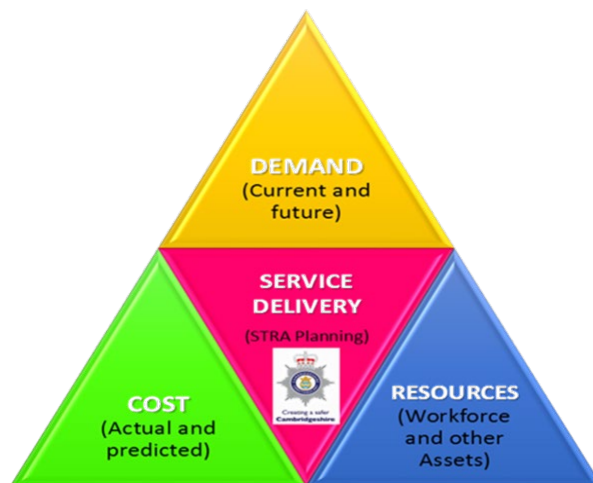 DEMAND
(Current and
future)
SERVICE
DELIVERY
(STRA Planning)
Creating a safer
Cambridgeshire
COST
(Actual and
predicted)
RESOURCES
(Workforce
and other
Assets)